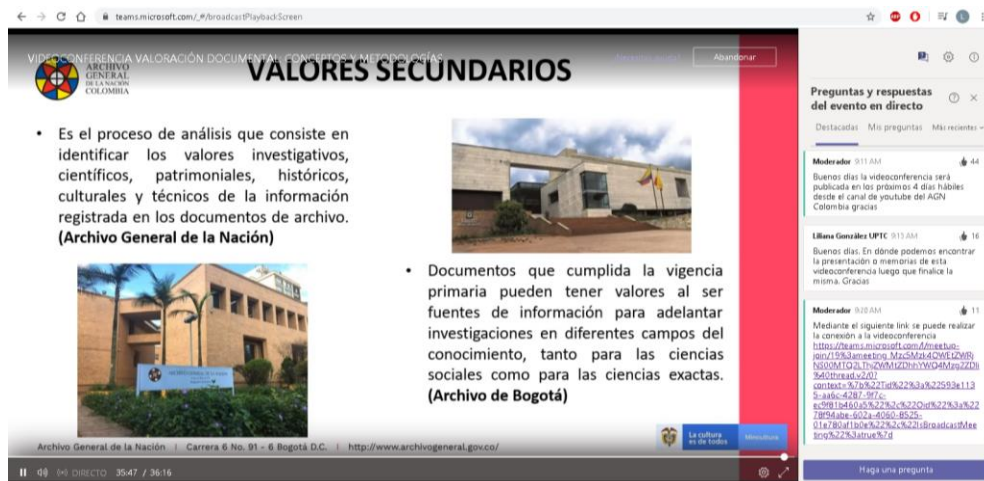 teams.microsoft.com/_#/broadcastPlaybackScreen
VIDEOCONFERENCIA VALORACIÓN DOCUMENTAL: CONCEPTOS Y METODOLOGÍAS
Abandonar
ARCHIVO
GENERAL
DE LA NACIÓN
COLOMBIA
VALORES SECUNDARIOS
• Es el proceso de análisis que consiste en
identificar los valores investigativos,
científicos, patrimoniales, históricos,
culturales y técnicos de la información
registrada en los documentos de archivo.
(Archivo General de la Nación)
• Documentos que cumplida la vigencia
primaria pueden tener valores al ser
fuentes de información para adelantar
investigaciones en diferentes campos del
conocimiento, tanto para las ciencias
sociales como para las ciencias exactas.
(Archivo de Bogotá)
Archivo General de la Nación | Carrera 6 No. 91 - 6 Bogotá D.C. | http://www.archivogeneral.gov.co/
La cultura
es de todos
Mincultura
DIRECTO 35:47 / 36:16
Preguntas y respuestas
del evento en directo
Destacadas Mis preguntas Más recientes
Moderador 9:11 AM 44
Buenos días la videoconferencia será
publicada en los próximos 4 días hábiles
desde el canal de youtube del AGN
Colombia gracias
Liliana González UPTC 9:15 AM 16
Buenos días. En dónde podemos encontrar
la presentación o memorias de esta
videoconferencia luego que finalice la
misma. Gracias
Moderador 9:20 AM 11
Mediante el siguiente link se puede realizar
la conexión a la videoconferencia
https://teams.microsoft.com/l/meetup-
Haga una pregunta